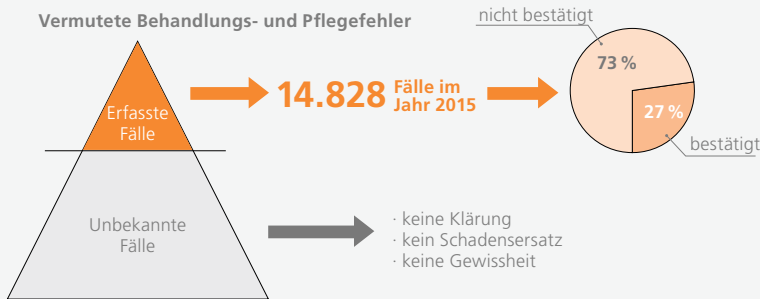 Vermutete Behandlungs- und Pflegefehler
Erfasste
Fälle
14.828 Fälle im
Jahr 2015
nicht bestätigt
73 %
27 %
bestätigt
Unbekannte
Fälle
· keine Klärung
· kein Schadensersatz
· keine Gewissheit